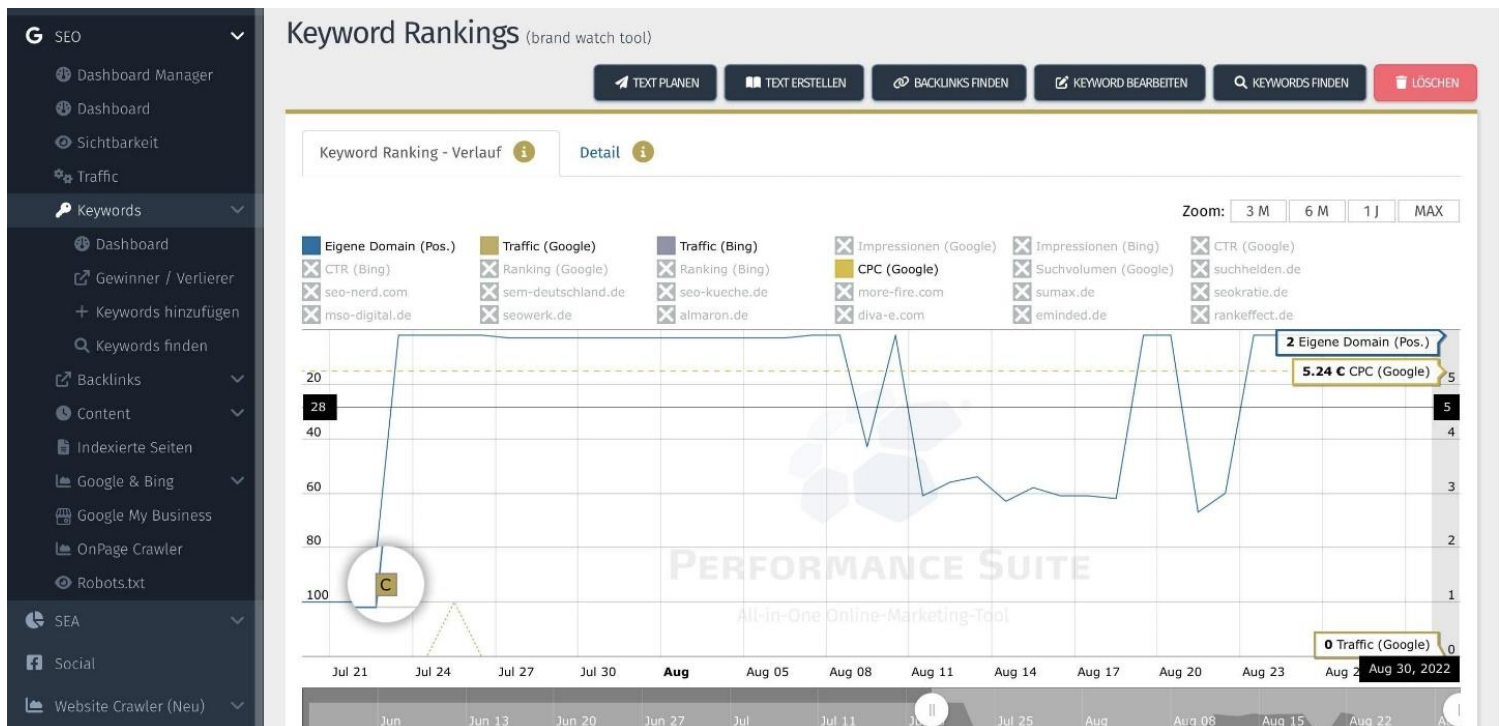 G SEO
Dashboard Manager
Dashboard
Sichtbarkeit
Traffic
Keywords
Dashboard
Gewinner / Verlierer
Keywords hinzufügen
Keywords finden
Backlinks
Content
Indexierte Seiten
Google & Bing
Google My Business
OnPage Crawler
Robots.txt
SEA
Social
Website Crawler (Neu)
Keyword Rankings (brand watch tool)
TEXT PLANEN TEXT ERSTELLEN BACKLINKS FINDEN KEYWORD BEARBEITEN KEYWORDS FINDEN LÖSCHEN
Keyword Ranking - Verlauf i Detail i
Zoom: 3 M 6 M 1 J MAX
Eigene Domain (Pos.) Traffic (Google) Traffic (Bing) Impressionen (Google) Impressionen (Bing) CTR (Google)
CTR (Bing) Ranking (Google) Ranking (Bing) CPC (Google) Suchvolumen (Google) suchhelden.de
seo-nerd.com sem-deutschland.de seo-kueche.de more-fire.com sumax.de seokratie.de
mso-digital.de seowerk.de almaron.de diva-e.com eminded.de rankeffect.de
2 Eigene Domain (Pos.)
5.24 € CPC (Google)
20 5
28 5
40 4
60 3
80 2
PERFORMANCE SUITE
C
100 1
All-in-One Online-Marketing-Tool
0 Traffic (Google) 0
Jul 21 Jul 24 Jul 27 Jul 30 Aug Aug 05 Aug 08 Aug 11 Aug 14 Aug 17 Aug 20 Aug 23 Aug 30, 2022
Jun Jun 13 Jun 20 Jun 27 Jul Jul 11 Jul 25 Aug Aug 08 Aug 15 Aug 22